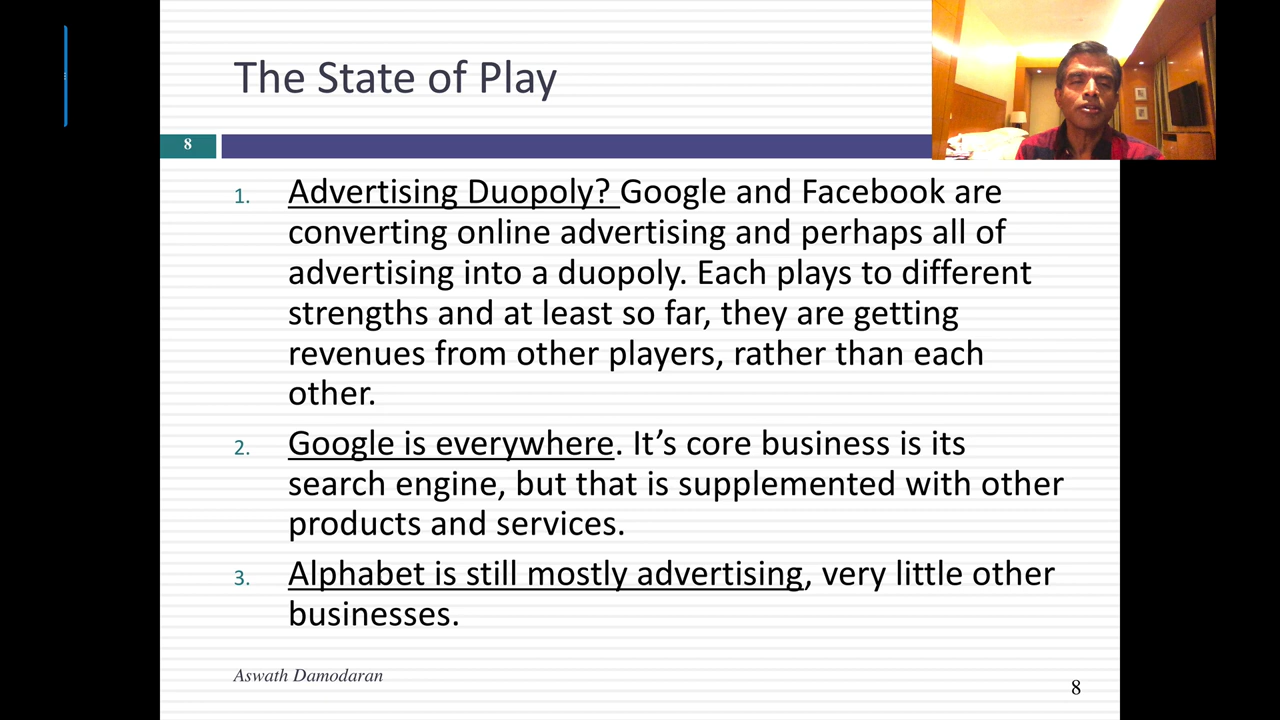 The State of Play
8
1. Advertising Duopoly? Google and Facebook are
converting online advertising and perhaps all of
advertising into a duopoly. Each plays to different
strengths and at least so far, they are getting
revenues from other players, rather than each
other.
2. Google is everywhere. It’s core business is its
search engine, but that is supplemented with other
products and services.
3. Alphabet is still mostly advertising, very little other
businesses.
Aswath Damodaran
8